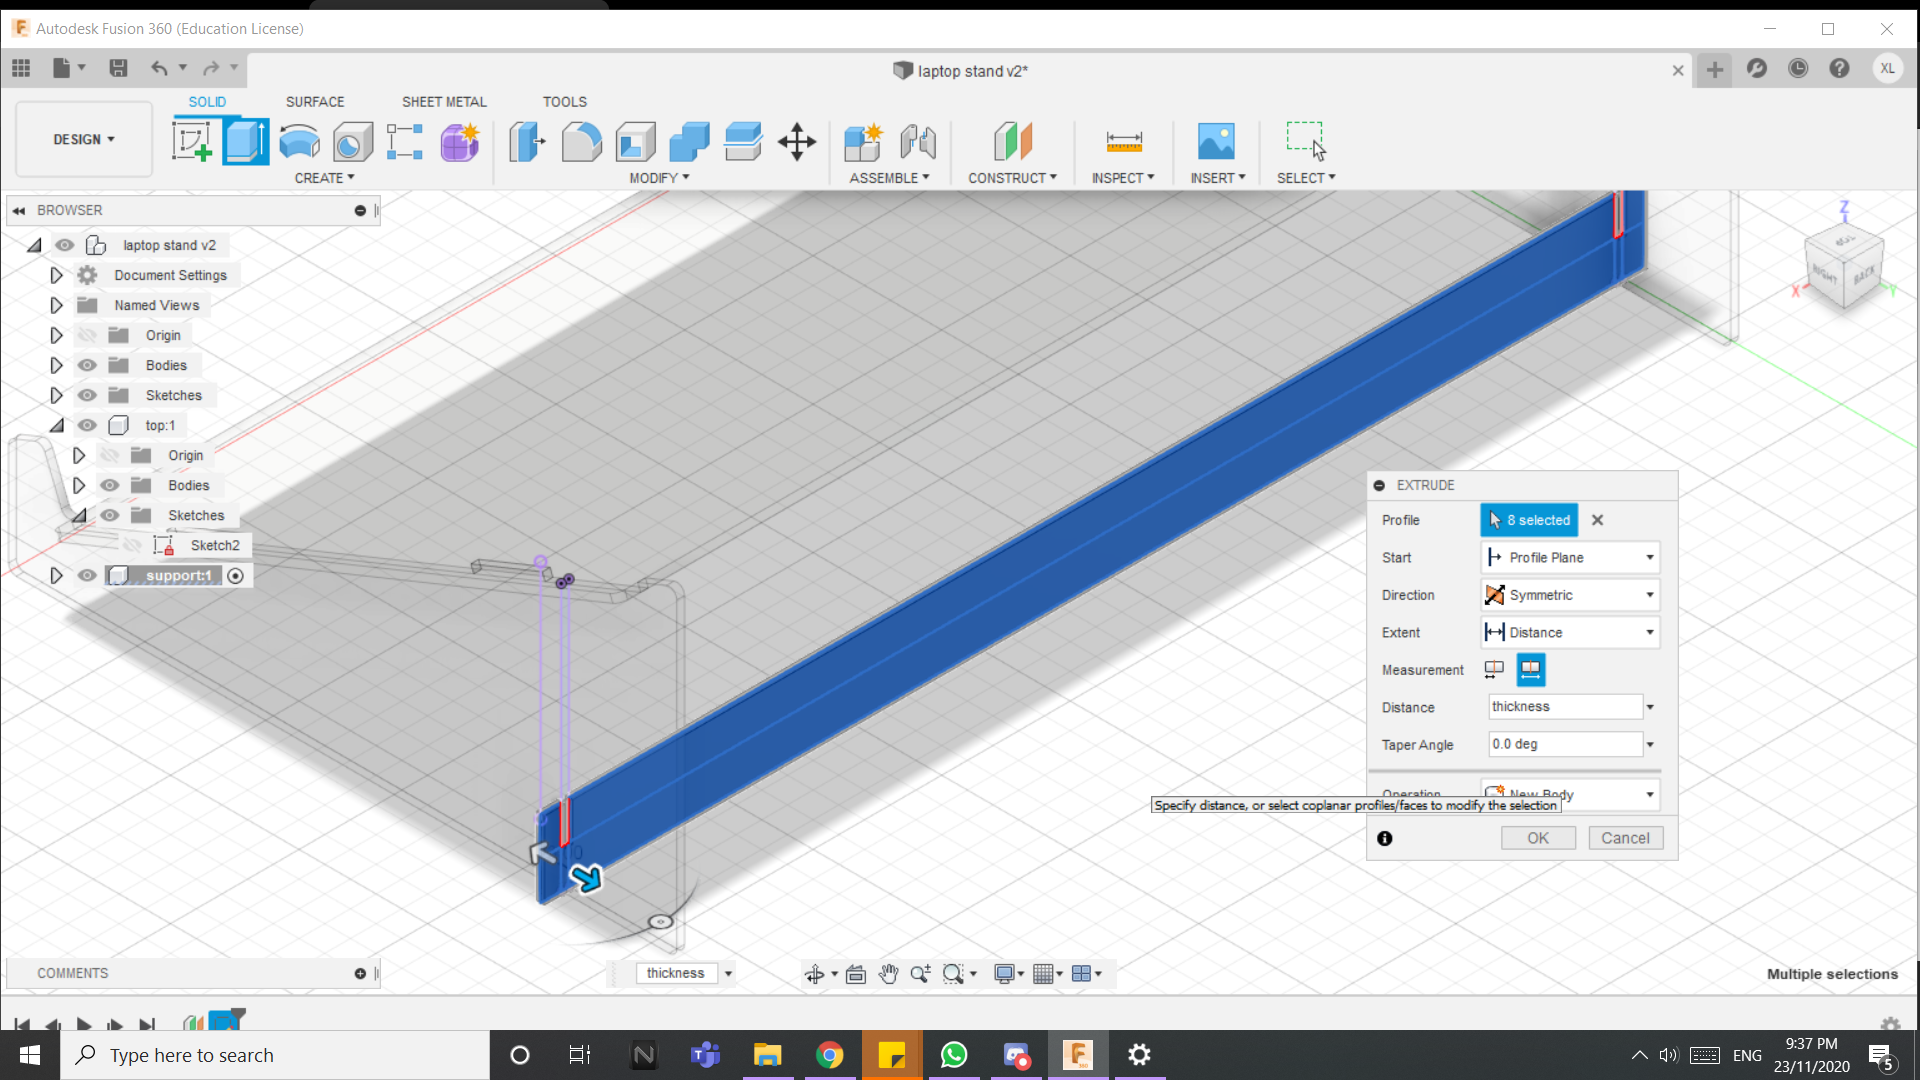 Autodesk Fusion 360 (Education License)
laptop stand v2*
XL
SOLID SURFACE SHEET METAL TOOLS
DESIGN
CREATE MODIFY ASSEMBLE CONSTRUCT INSPECT INSERT SELECT
BROWSER
laptop stand v2
Document Settings
Named Views
Origin
Bodies
Sketches
top:1
Origin
Bodies
Sketches
Sketch2
support:1
Z
TOP
RIGHT
BACK
X
Y
EXTRUDE
Profile 8 selected
Start Profile Plane
Direction Symmetric
Extent Distance
Measurement
Distance thickness
Taper Angle 0.0 deg
Operation New Body
Specify distance, or select coplanar profiles/faces to modify the selection
OK Cancel
COMMENTS
thickness
Multiple selections
Type here to search
ENG
9:37 PM
23/11/2020
5